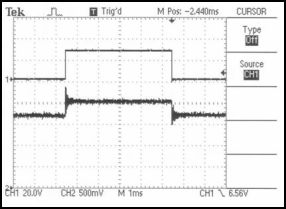 Tek T Trig'd M Pos: -2.440ms CURSOR
Type
Off
Source
CH1
1
2
CH1 20.0V CH2 500mV M 1ms CH1 6.56V